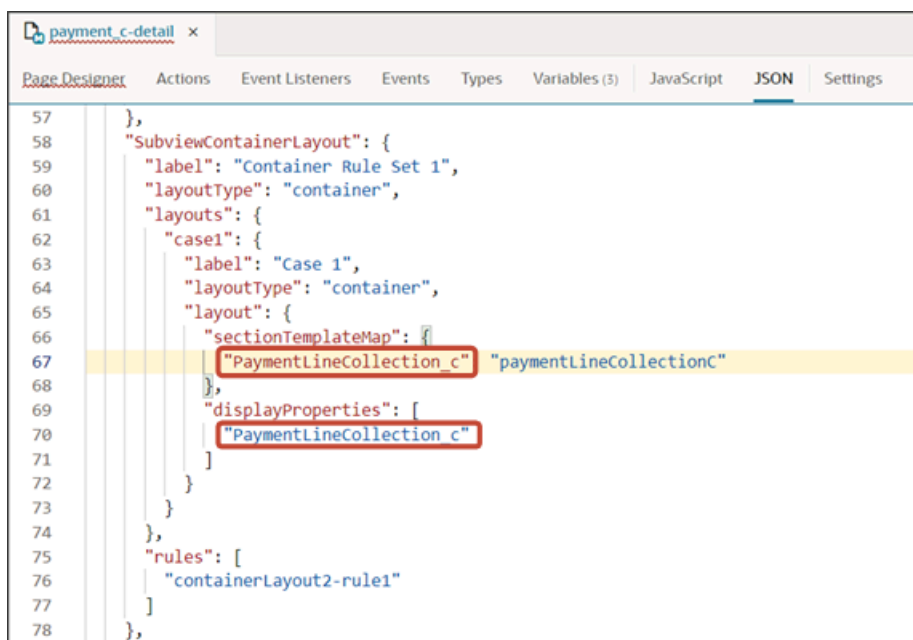 payment_c-detail ×
Page Designer Actions Event Listeners Events Types Variables (3) JavaScript JSON Settings
57 },
58 "SubviewContainerLayout": {
59 "label": "Container Rule Set 1",
60 "layoutType": "container",
61 "layouts": {
62 "case1": {
63 "label": "Case 1",
64 "layoutType": "container",
65 "layout": {
66 "sectionTemplateMap": {
67 "PaymentLineCollection_c" "paymentLineCollectionC"
68 },
69 "displayProperties": [
70 "PaymentLineCollection_c"
71 ]
72 }
73 }
74 },
75 "rules": [
76 "containerLayout2-rule1"
77 ]
78 },